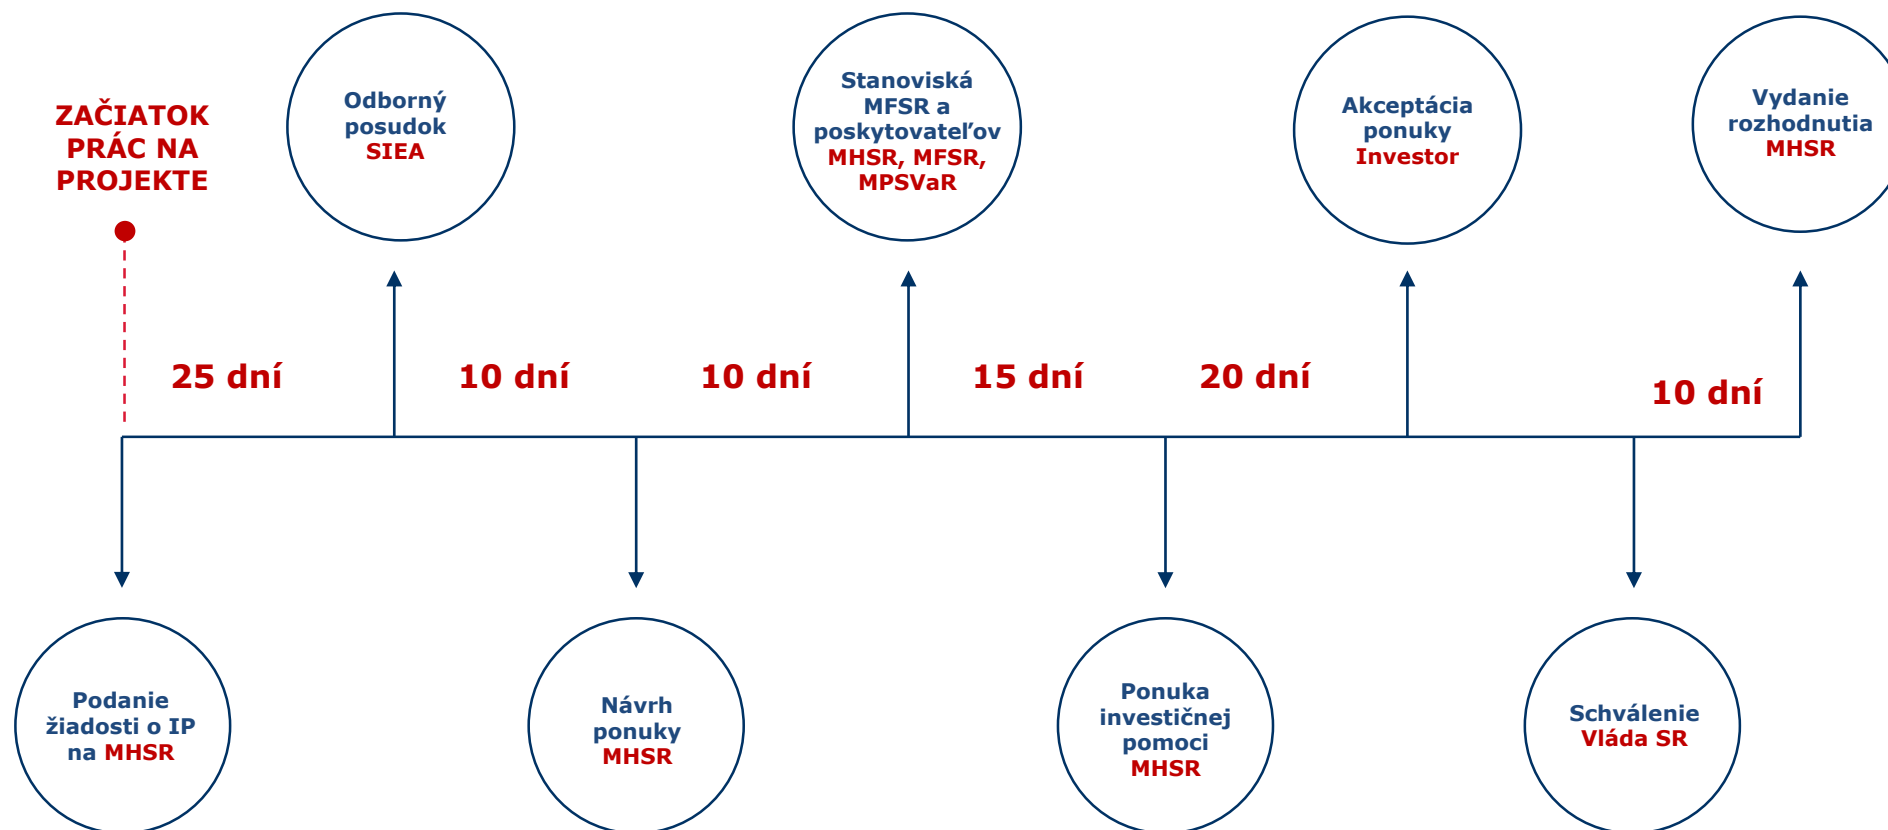 ZAČIATOK
PRÁC NA
PROJEKTE
Odborný
posudok
SIEA
Stanoviská
MFSR a
poskytovateľov
MHSR, MFSR,
MPSVaR
Akceptácia
ponuky
Investor
Vydanie
rozhodnutia
MHSR
25 dní
10 dní
10 dní
15 dní
20 dní
10 dní
Podanie
žiadosti o IP
na MHSR
Návrh
ponuky
MHSR
Ponuka
investičnej
pomoci
MHSR
Schválenie
Vláda SR